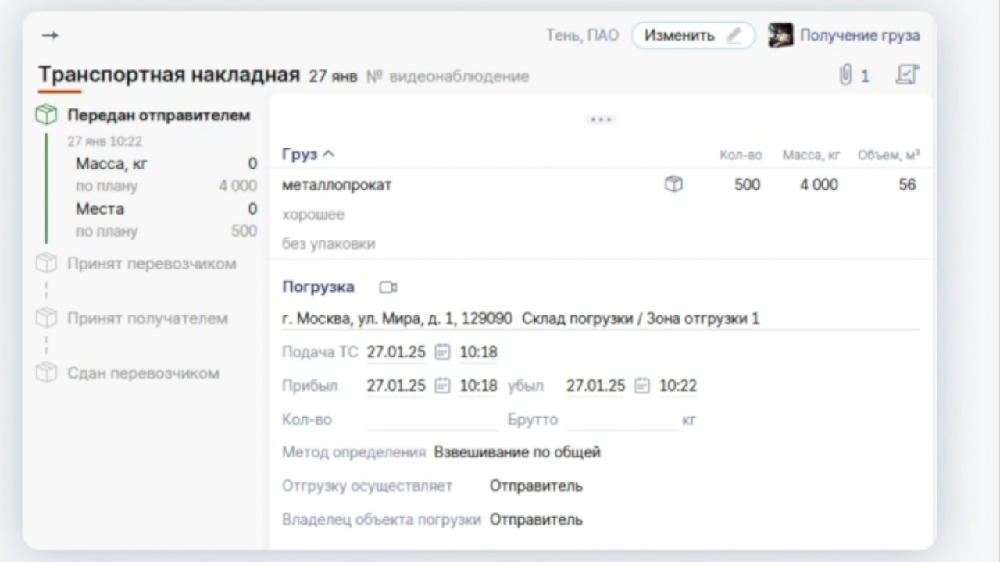 → Тень, ПАО Изменить Получение груза
Транспортная накладная 27 янв № видеонаблюдение 1
Передан отправителем
27 янв 10:22
Масса, кг 0
по плану 4 000
Места 0
по плану 500
Принят перевозчиком
Принят получателем
Сдан перевозчиком
...
Груз Кол-во Масса, кг Объем, м³
металлопрокат 500 4 000 56
хорошее
без упаковки
Погрузка
г. Москва, ул. Мира, д. 1, 129090 Склад погрузки / Зона отгрузки 1
Подача ТС 27.01.25 10:18
Прибыл 27.01.25 10:18 убыл 27.01.25 10:22
Кол-во Брутто кг
Метод определения Взвешивание по общей
Отгрузку осуществляет Отправитель
Владелец объекта погрузки Отправитель